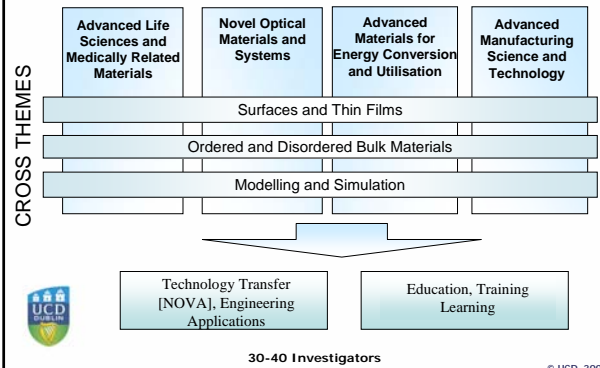 Advanced Life
Sciences and
Medically Related
Materials
Novel Optical
Materials and
Systems
Advanced
Materials for
Energy Conversion
and Utilisation
Advanced
Manufacturing
Science and
Technology
CROSS THEMES
Surfaces and Thin Films
Ordered and Disordered Bulk Materials
Modelling and Simulation
Technology Transfer
[NOVA], Engineering
Applications
Education, Training
Learning
UCD
DUBLIN
30-40 Investigators
© UCD